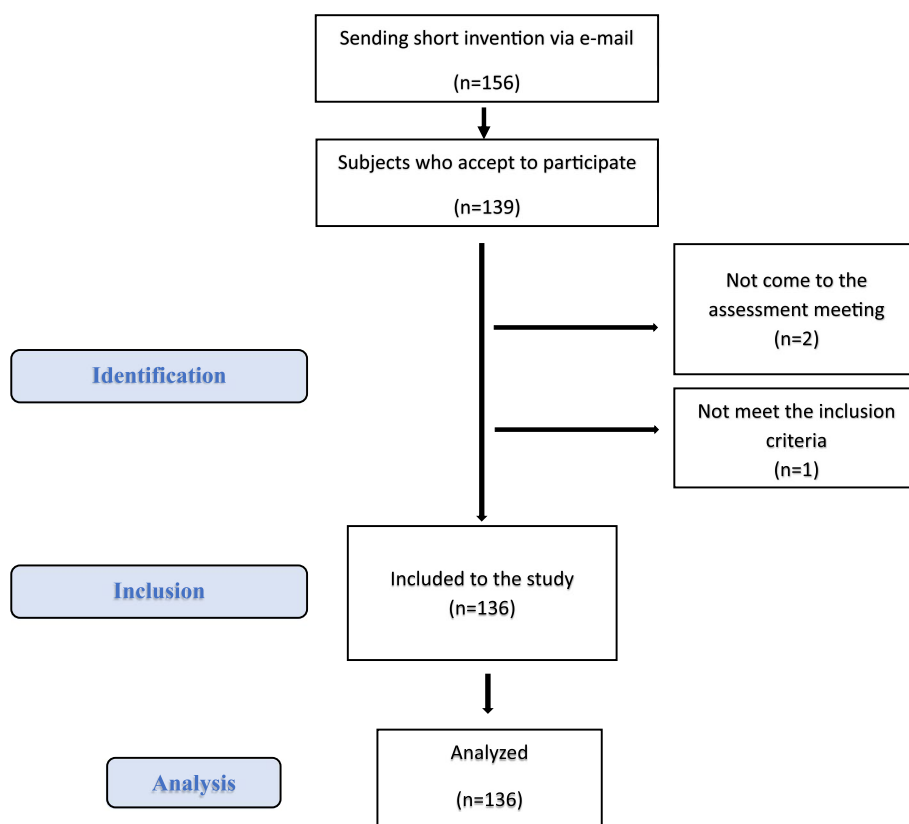 Sending short invention via e-mail
(n=156)
Subjects who accept to participate
(n=139)
Not come to the
assessment meeting
(n=2)
Identification
Not meet the inclusion
criteria
(n=1)
Included to the study
(n=136)
Inclusion
Analyzed
(n=136)
Analysis